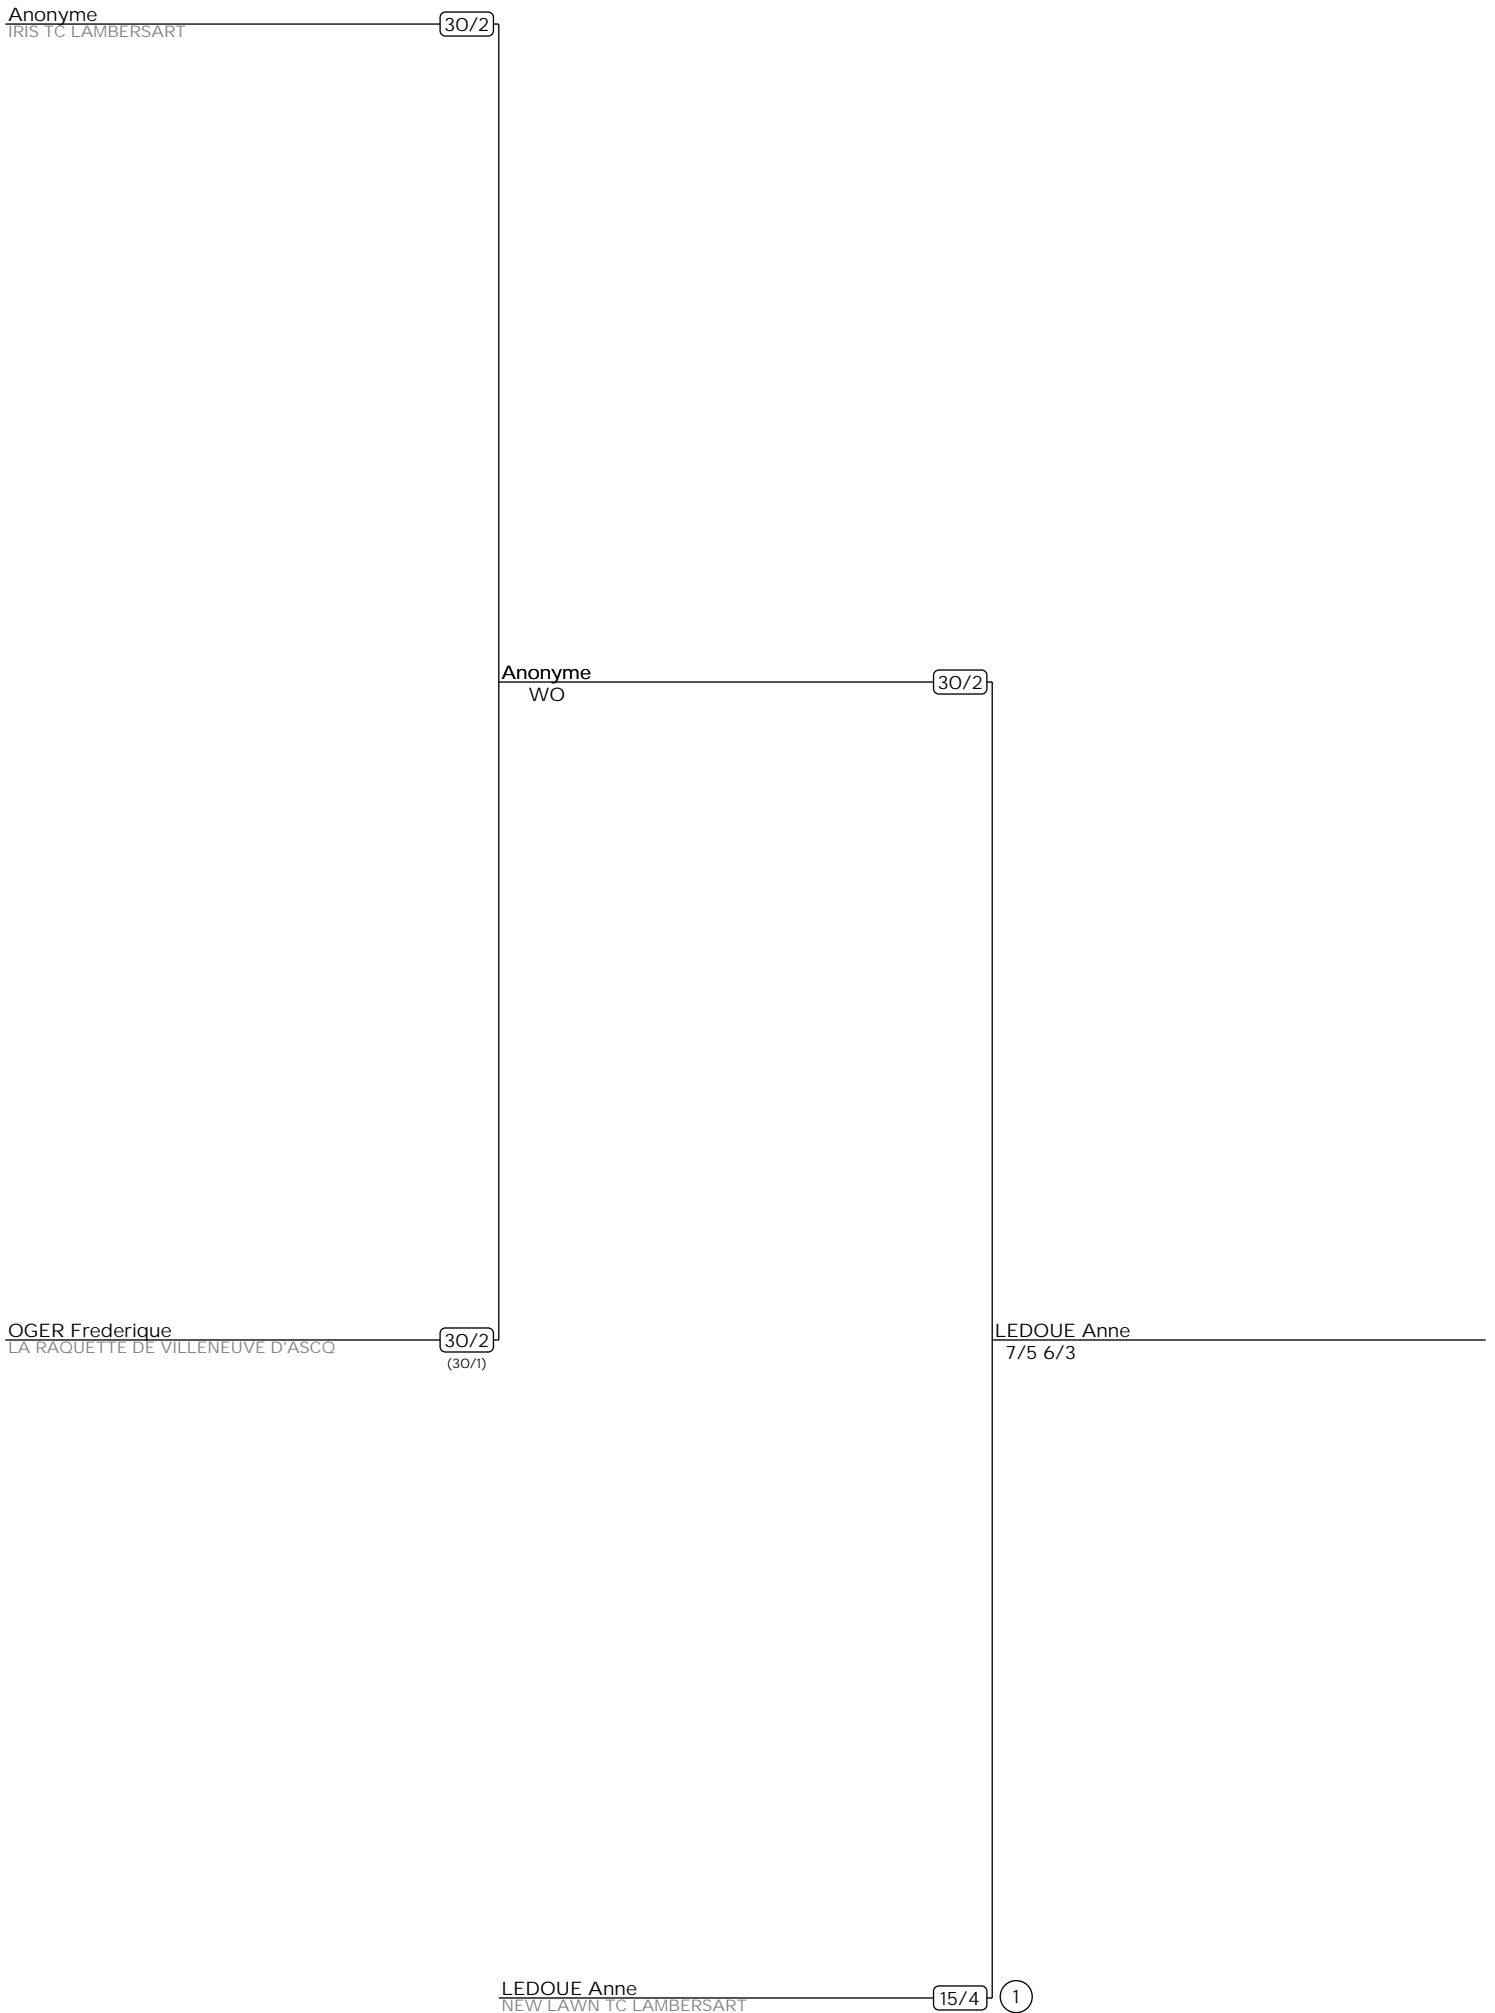 Anonyme
30/2
IRIS TC LAMBERSART
Anonyme
30/2
WO
OGER Frederique
30/2
LA RAQUETTE DE VILLENEUVE D'ASCQ
(30/1)
LEDOUE Anne
7/5 6/3
LEDOUE Anne
15/4
1
NEW LAWN TC LAMBERSART